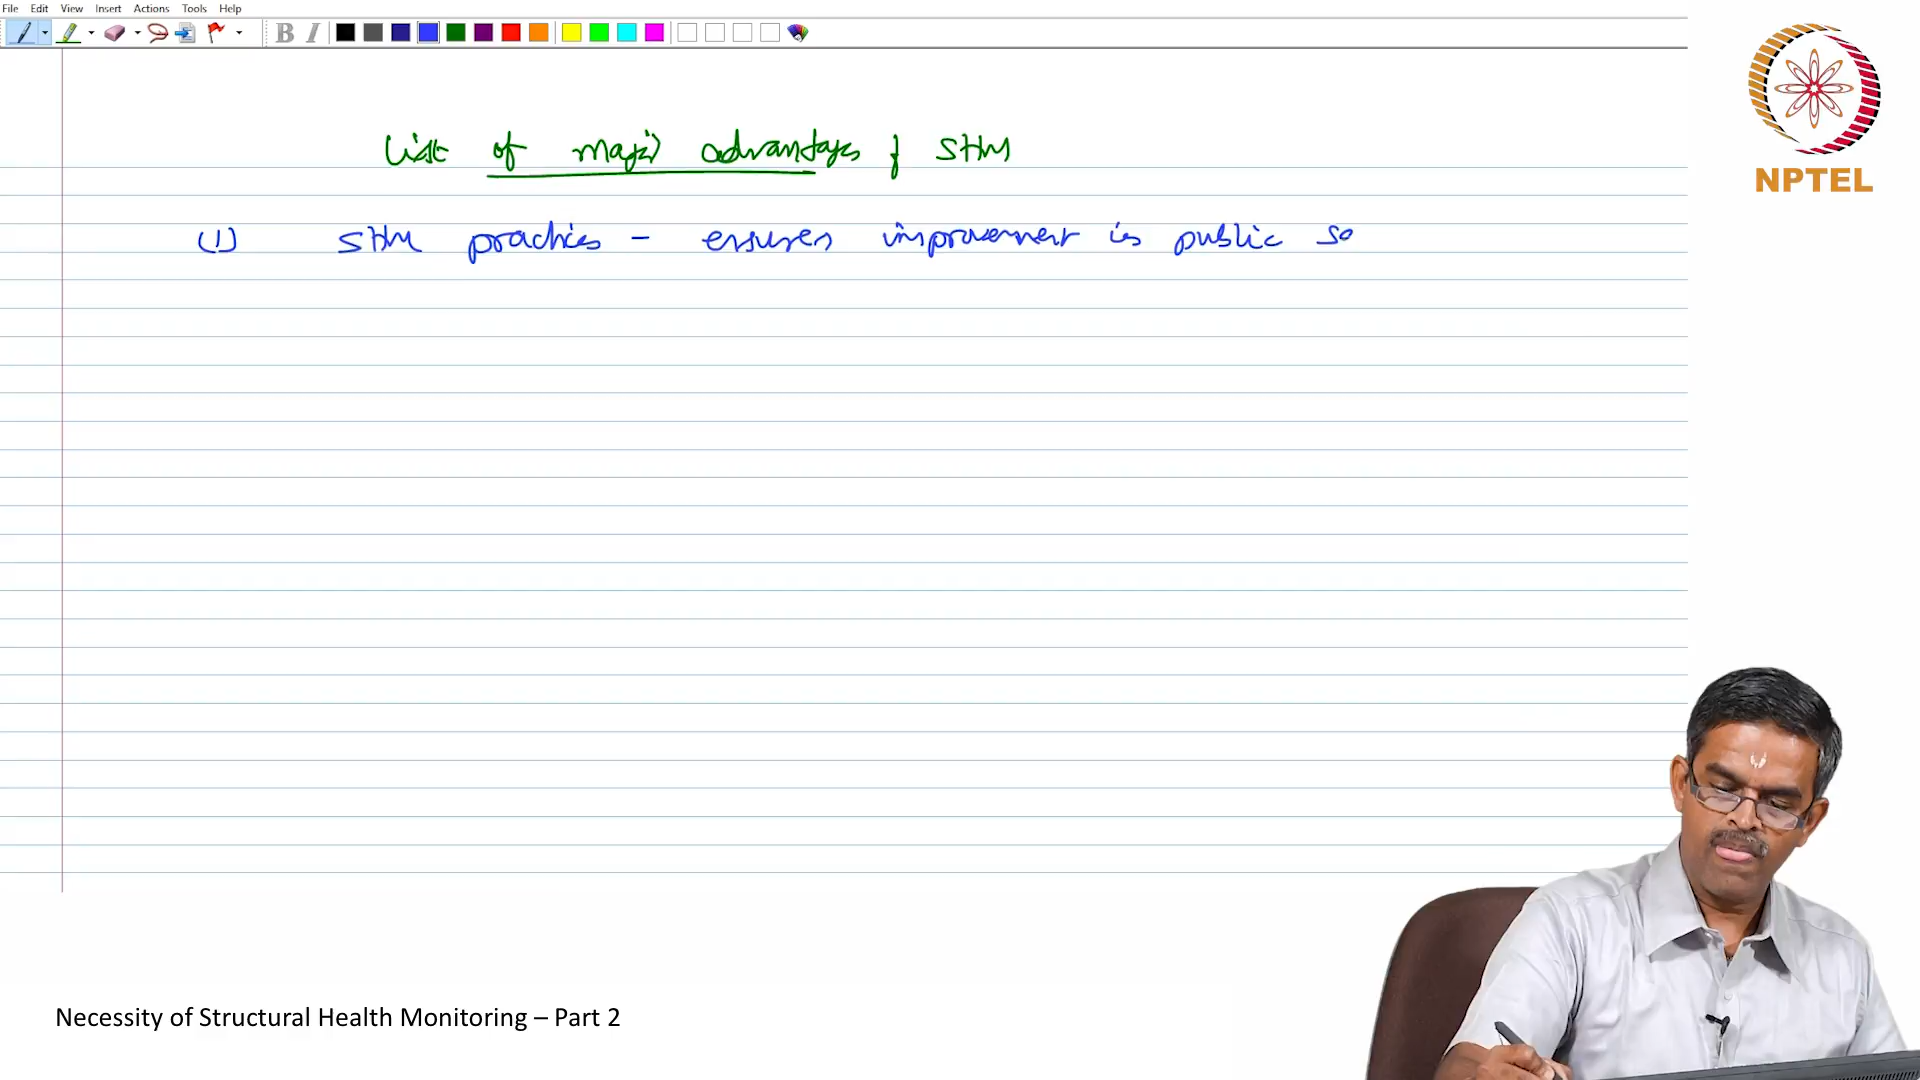 File Edit View Insert Actions Tools Help
B I
NPTEL
List of major advantages of SHM
(1) SHM practices - ensures improvement in public sa
Necessity of Structural Health Monitoring – Part 2